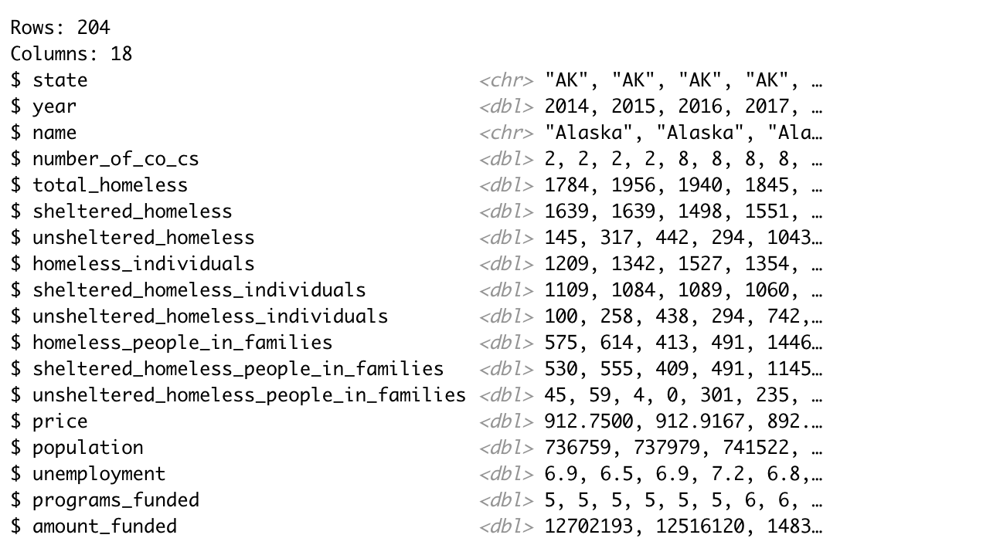 Rows: 204
Columns: 18
$ state <chr> "AK", "AK", "AK", "AK", …
$ year <dbl> 2014, 2015, 2016, 2017, …
$ name <chr> "Alaska", "Alaska", "Ala…
$ number_of_co_cs <dbl> 2, 2, 2, 2, 8, 8, 8, 8, …
$ total_homeless <dbl> 1784, 1956, 1940, 1845, …
$ sheltered_homeless <dbl> 1639, 1639, 1498, 1551, …
$ unsheltered_homeless <dbl> 145, 317, 442, 294, 1043…
$ homeless_individuals <dbl> 1209, 1342, 1527, 1354, …
$ sheltered_homeless_individuals <dbl> 1109, 1084, 1089, 1060, …
$ unsheltered_homeless_individuals <dbl> 100, 258, 438, 294, 742,…
$ homeless_people_in_families <dbl> 575, 614, 413, 491, 1446…
$ sheltered_homeless_people_in_families <dbl> 530, 555, 409, 491, 1145…
$ unsheltered_homeless_people_in_families <dbl> 45, 59, 4, 0, 301, 235, …
$ price <dbl> 912.7500, 912.9167, 892.…
$ population <dbl> 736759, 737979, 741522, …
$ unemployment <dbl> 6.9, 6.5, 6.9, 7.2, 6.8,…
$ programs_funded <dbl> 5, 5, 5, 5, 5, 6, 6, …
$ amount_funded <dbl> 12702193, 12516120, 1483…